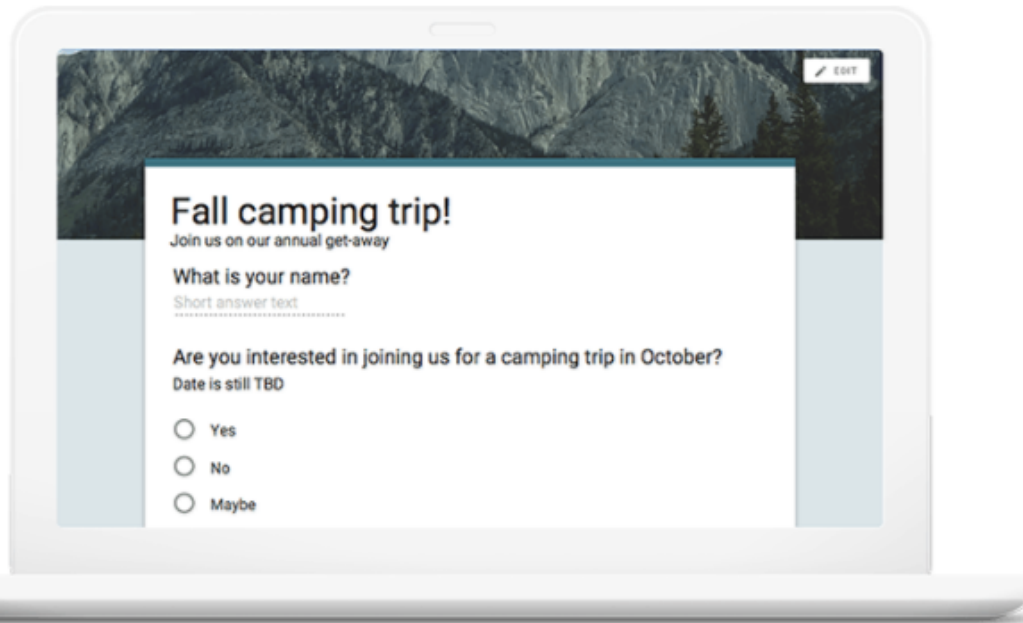 EDIT
Fall camping trip!
Join us on our annual get-away
What is your name?
Short answer text
Are you interested in joining us for a camping trip in October?
Date is still TBD
Yes
No
Maybe